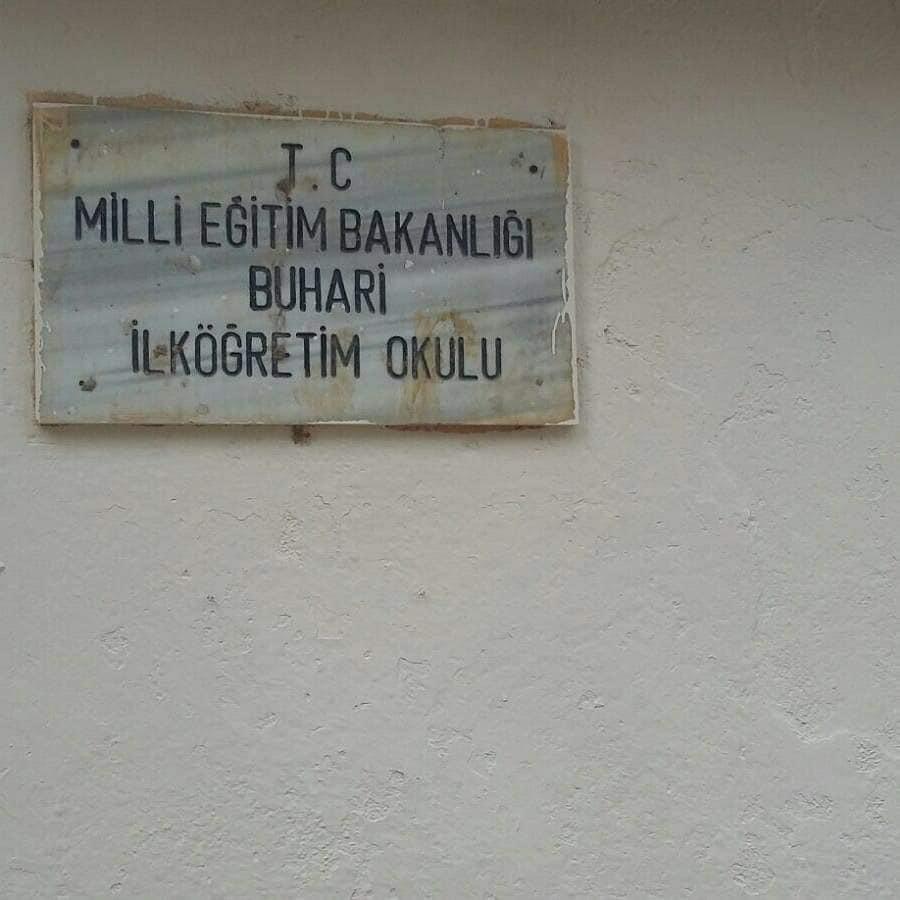 T.C
MİLLİ EĞİTİM BAKANLIĞI
BUHARİ
İLKÖĞRETİM OKULU